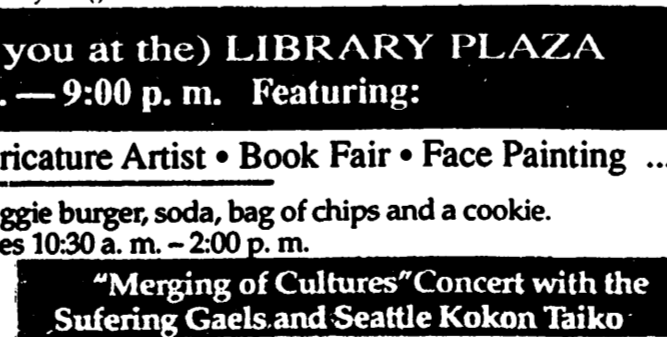 you at the) LIBRARY PLAZA
. — 9:00 p. m. Featuring:
ricature Artist • Book Fair • Face Painting ...
ggie burger, soda, bag of chips and a cookie.
es 10:30 a. m. – 2:00 p. m.
"Merging of Cultures" Concert with the
Sufering Gaels and Seattle Kokon Taiko